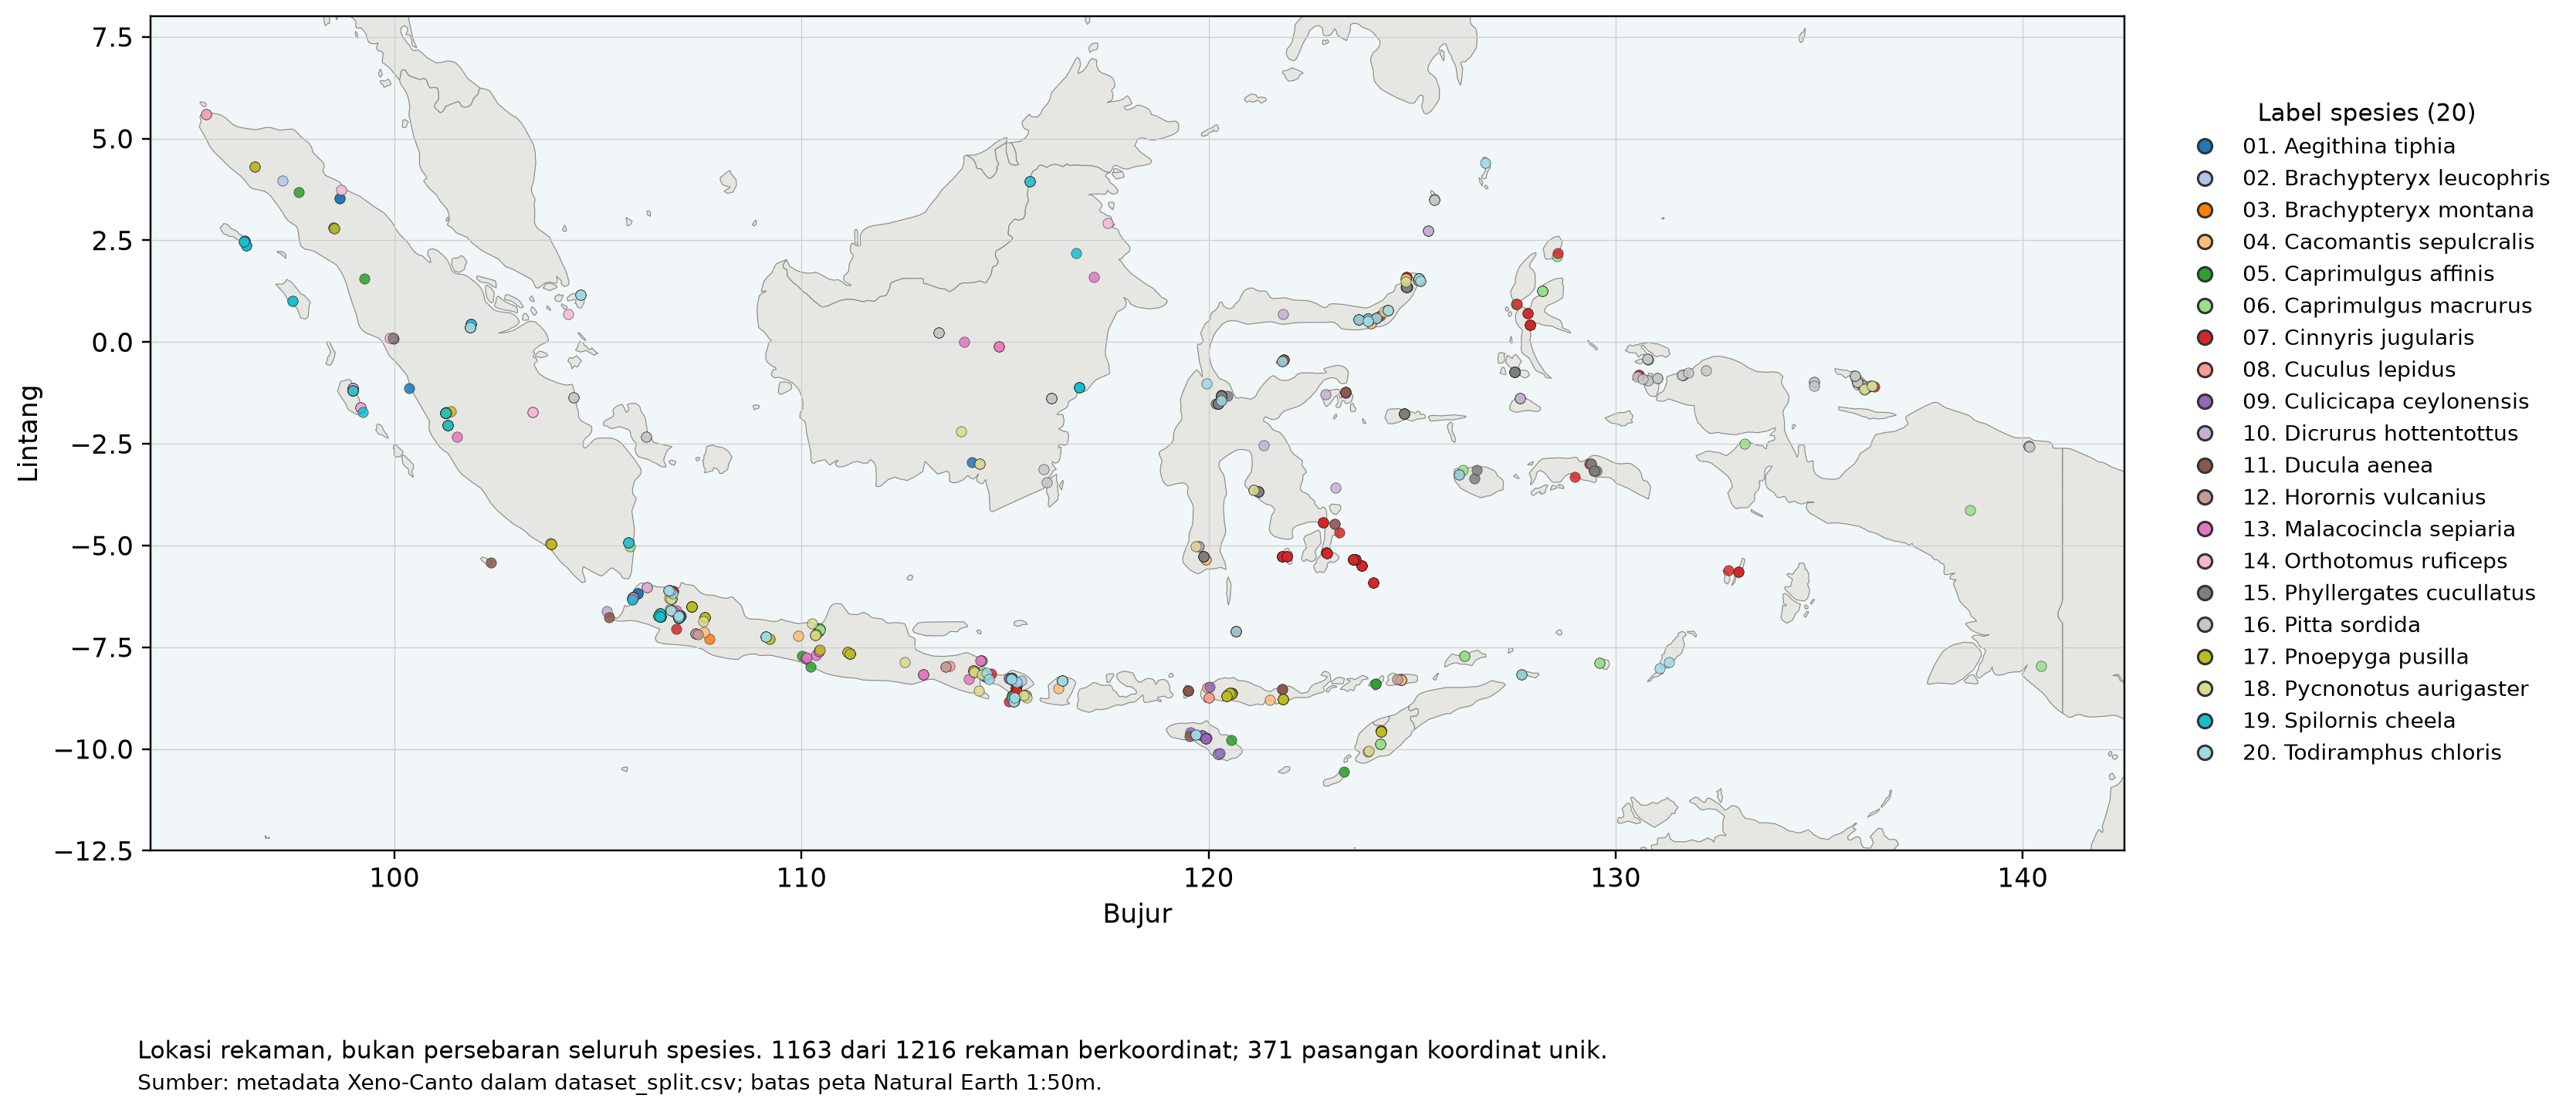 7.5
5.0
2.5
0.0
−2.5
−5.0
−7.5
−10.0
−12.5
Lintang
100
110
120
130
140
Bujur
Label spesies (20)
01. Aegithina tiphia
02. Brachypteryx leucophris
03. Brachypteryx montana
04. Cacomantis sepulcralis
05. Caprimulgus affinis
06. Caprimulgus macrurus
07. Cinnyris jugularis
08. Cuculus lepidus
09. Culicicapa ceylonensis
10. Dicrurus hottentottus
11. Ducula aenea
12. Horornis vulcanius
13. Malacocincla sepiaria
14. Orthotomus ruficeps
15. Phyllergates cucullatus
16. Pitta sordida
17. Pnoepyga pusilla
18. Pycnonotus aurigaster
19. Spilornis cheela
20. Todiramphus chloris
Lokasi rekaman, bukan persebaran seluruh spesies. 1163 dari 1216 rekaman berkoordinat; 371 pasangan koordinat unik.
Sumber: metadata Xeno-Canto dalam dataset_split.csv; batas peta Natural Earth 1:50m.